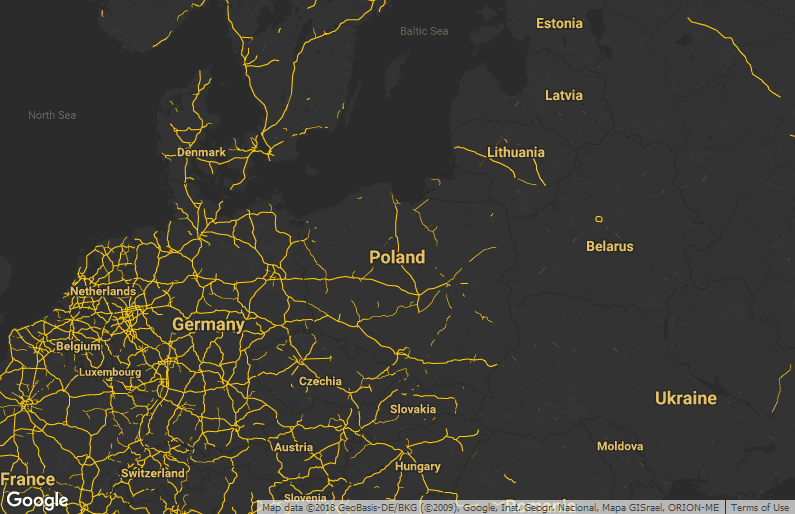 Baltic Sea
Estonia
Latvia
North Sea
Denmark
Lithuania
Belarus
Poland
Netherlands
Germany
Belgium
Luxembourg
Czechia
Ukraine
Slovakia
Austria
Moldova
Hungary
Switzerland
France
Slovenia
Romania
Google
Map data ©2018 GeoBasis-DE/BKG (©2009), Google, Inst. Geogr. Nacional, Mapa GISrael, ORION-ME
Terms of Use